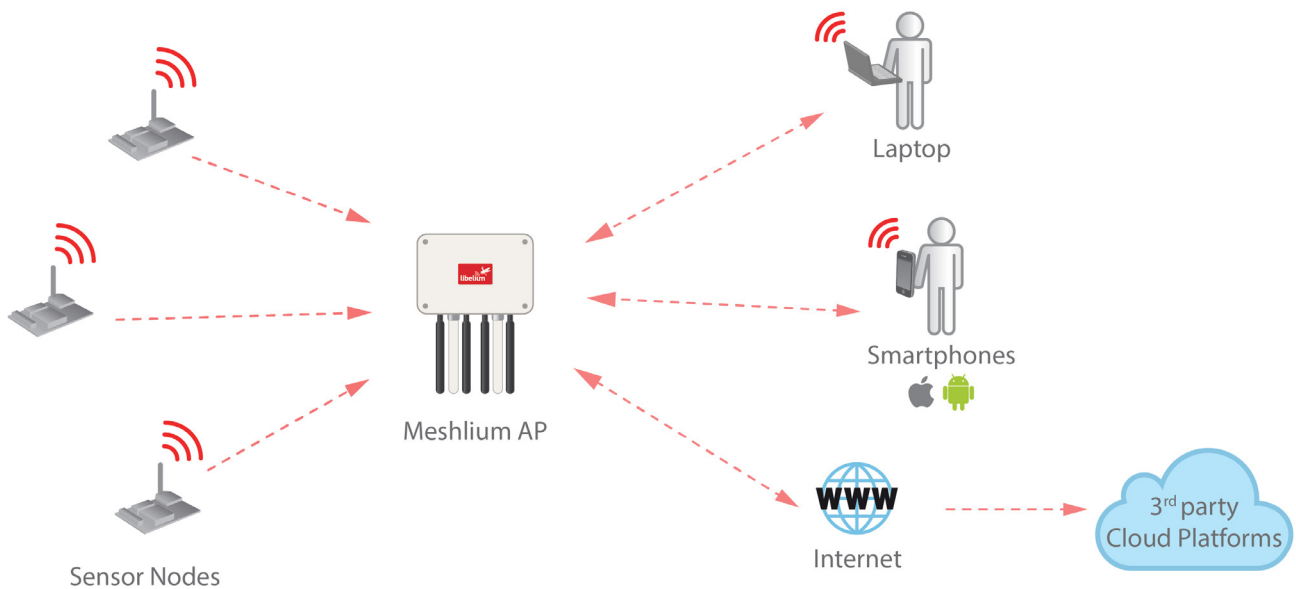 Laptop
Smartphones
libelium
Meshlium AP
WWW
Internet
3rd party
Cloud Platforms
Sensor Nodes